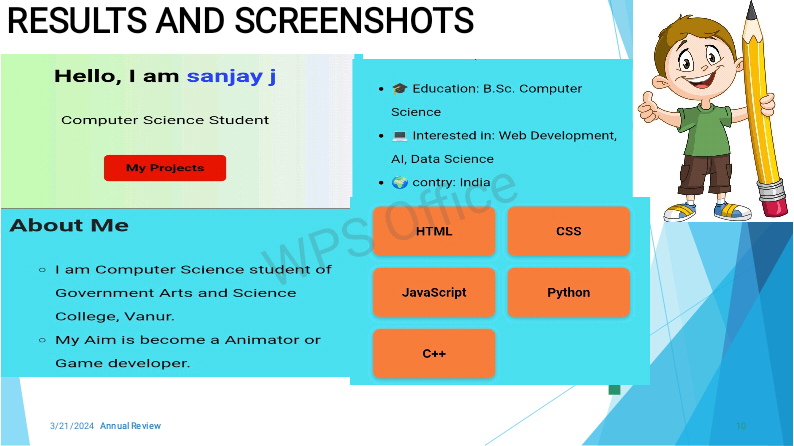 RESULTS AND SCREENSHOTS
Hello, I am sanjay j
Computer Science Student
My Projects
About Me
I am Computer Science student of
Government Arts and Science
College, Vanur.
My Aim is become a Animator or
Game developer.
🎓 Education: B.Sc. Computer
Science
💻 Interested in: Web Development,
AI, Data Science
🌍 contry: India
HTML
CSS
JavaScript
Python
C++
WPS Office
3/21/2024 Annual Review
10